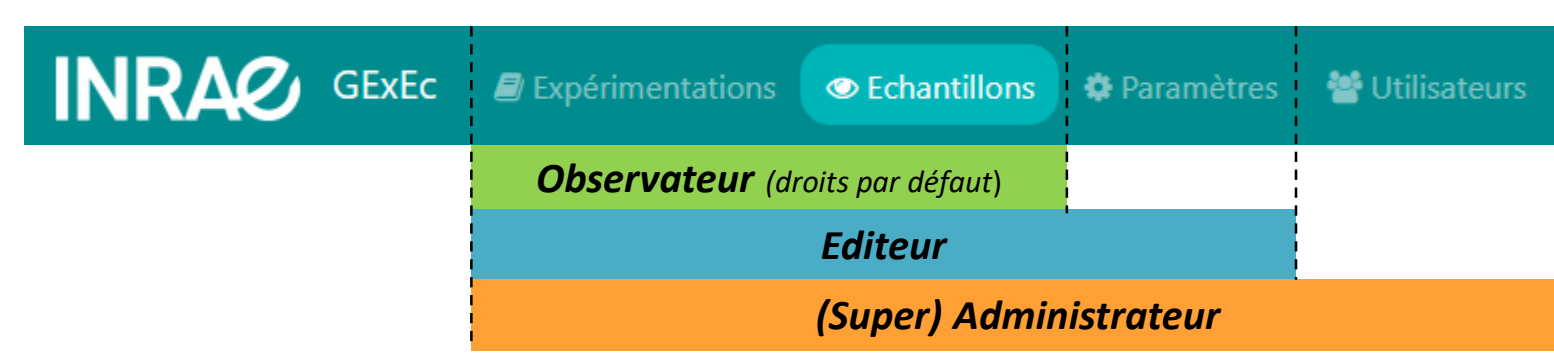 INRAE GExEc Expérimentations Echantillons Paramètres Utilisateurs
Observateur (droits par défaut)
Editeur
(Super) Administrateur